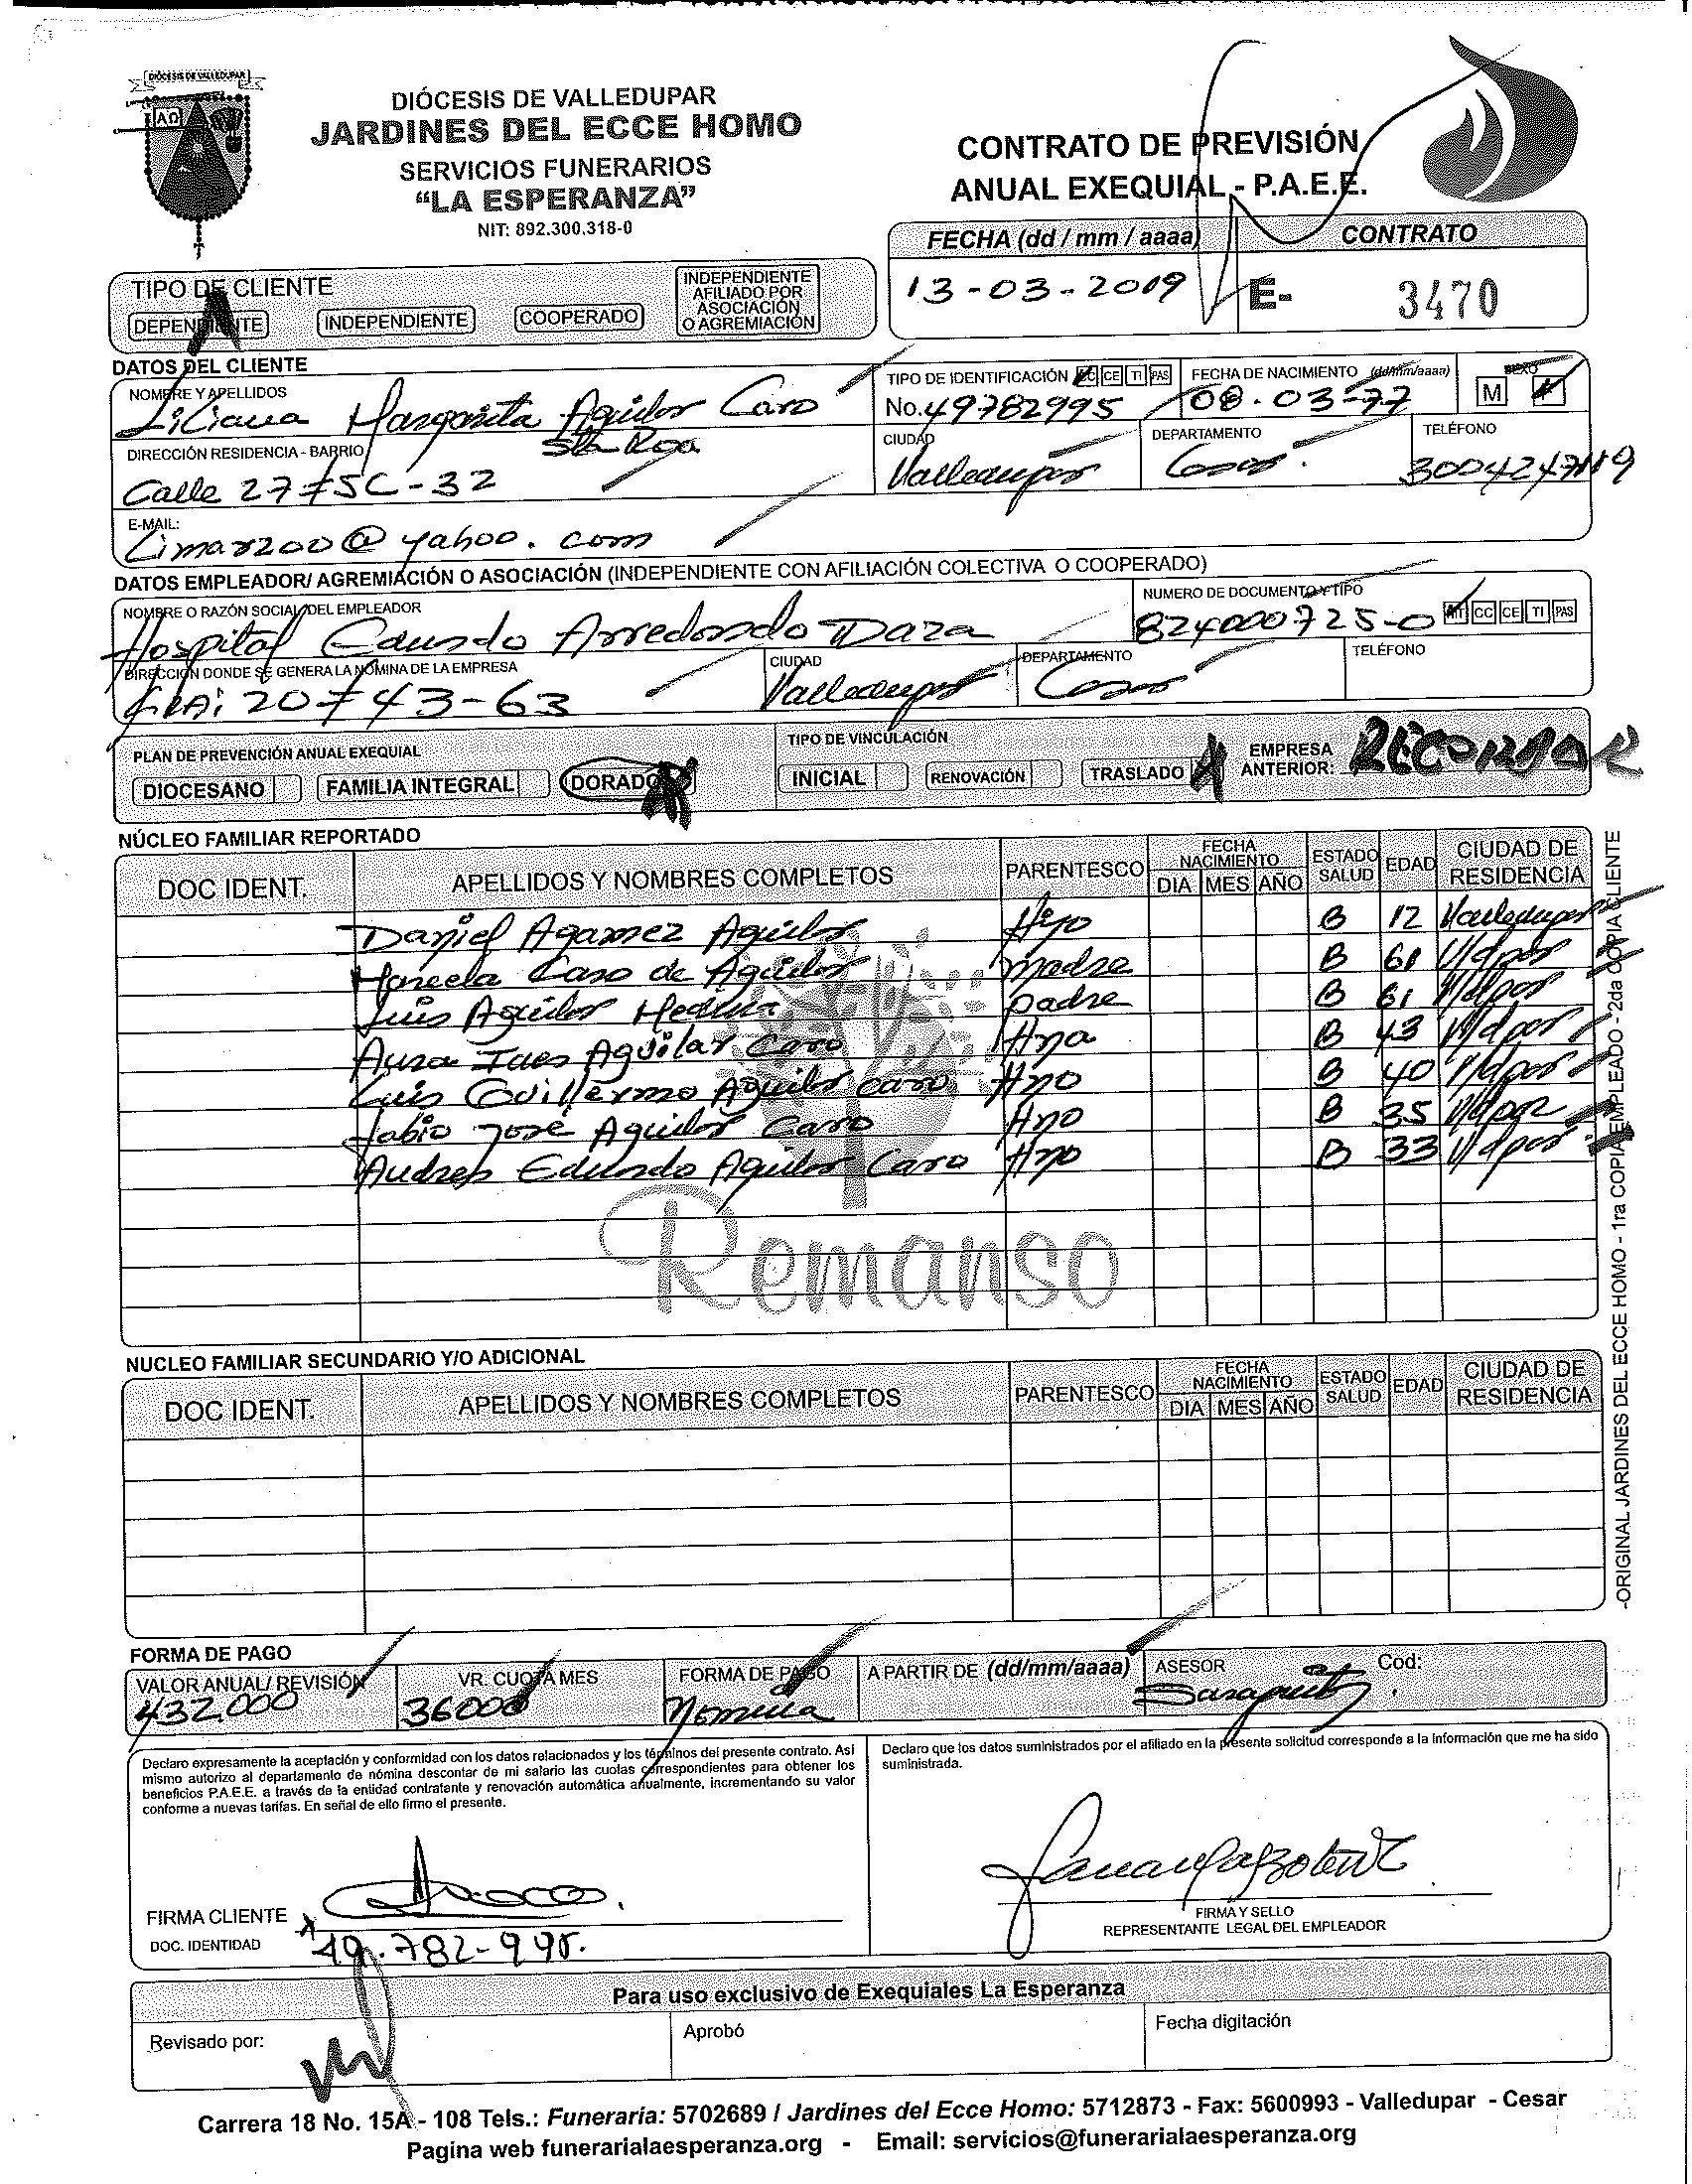 DIÓCESIS DE VALLEDUPAR
DIÓCESIS DE VALLEDUPAR
JARDINES DEL ECCE HOMO
SERVICIOS FUNERARIOS
“LA ESPERANZA”
NIT: 892.300.318-0
CONTRATO DE PREVISIÓN
ANUAL EXEQUIAL - P.A.E.E.
FECHA (dd / mm / aaaa) CONTRATO
13-03-2019 E- 3470
TIPO DE CLIENTE
DEPENDIENTE INDEPENDIENTE COOPERADO INDEPENDIENTE AFILIADO POR ASOCIACIÓN O AGREMIACIÓN
DATOS DEL CLIENTE
NOMBRE Y APELLIDOS TIPO DE IDENTIFICACIÓN CC CE TI PAS FECHA DE NACIMIENTO (dd/mm/aaaa) SEXO
Liliana Margarita Aguilar Caro No. 49782995 08-03-77 M F
DIRECCIÓN RESIDENCIA - BARRIO CIUDAD DEPARTAMENTO TELÉFONO
Sta Rosa
Calle 27 # 5C-32 Valledupar Cesar.
E-MAIL:
Limar200@yahoo.com
DATOS EMPLEADOR/ AGREMIACIÓN O ASOCIACIÓN (INDEPENDIENTE CON AFILIACIÓN COLECTIVA O COOPERADO)
NOMBRE O RAZÓN SOCIAL DEL EMPLEADOR NUMERO DE DOCUMENTO Y TIPO
Hospital Eduardo Arredondo Daza 824000725-0 NIT CC CE TI PAS
DIRECCIÓN DONDE SE GENERA LA NÓMINA DE LA EMPRESA CIUDAD DEPARTAMENTO TELÉFONO
20 # 43-63 Valledupar Cesar
PLAN DE PREVENCIÓN ANUAL EXEQUIAL TIPO DE VINCULACIÓN
DIOCESANO FAMILIA INTEGRAL DORADO INICIAL RENOVACIÓN TRASLADO EMPRESA ANTERIOR: RECORDAR
NÚCLEO FAMILIAR REPORTADO
DOC IDENT. APELLIDOS Y NOMBRES COMPLETOS PARENTESCO FECHA NACIMIENTO DIA MES AÑO ESTADO SALUD EDAD CIUDAD DE RESIDENCIA
Daniel Agamez Aguilar Hijo B 12 Valledupar
Marcela Caro de Aguilar madre B 61 V/dpar
Luis Aguilar Medina padre B 61 V/dpar
Aura Ines Aguilar Caro Hna B 43 V/dpar
Luis Guillermo Aguilar Caro Hno B 40 V/dpar
Fabio Jose Aguilar Caro Hno B 35 V/dpar
Andres Eduardo Aguilar Caro Hno B 33 V/dpar
Remanso
NUCLEO FAMILIAR SECUNDARIO Y/O ADICIONAL
DOC IDENT. APELLIDOS Y NOMBRES COMPLETOS PARENTESCO FECHA NACIMIENTO DIA MES AÑO ESTADO SALUD EDAD CIUDAD DE RESIDENCIA
-ORIGINAL JARDINES DEL ECCE HOMO - 1ra COPIA EMPLEADO - 2da COPIA CLIENTE
FORMA DE PAGO
VALOR ANUAL/ REVISIÓN VR. CUOTA MES FORMA DE PAGO A PARTIR DE (dd/mm/aaaa) ASESOR Cod:
432.000 36000 Nomina
Declaro expresamente la aceptación y conformidad con los datos relacionados y los términos del presente contrato. Así
mismo autorizo al departamento de nómina descontar de mi salario las cuotas correspondientes para obtener los
beneficios P.A.E.E. a través de la entidad contratante y renovación automática anualmente, incrementando su valor
conforme a nuevas tarifas. En señal de ello firmo el presente.
Declaro que los datos suministrados por el afiliado en la presente solicitud corresponde a la información que me ha sido
suministrada.
FIRMA CLIENTE
DOC. IDENTIDAD 49.782-995.
FIRMA Y SELLO
REPRESENTANTE LEGAL DEL EMPLEADOR
Para uso exclusivo de Exequiales La Esperanza
Revisado por: Aprobó Fecha digitación
Carrera 18 No. 15A - 108 Tels.: Funeraria: 5702689 / Jardines del Ecce Homo: 5712873 - Fax: 5600993 - Valledupar - Cesar
Pagina web funerarialaesperanza.org - Email: servicios@funerarialaesperanza.org